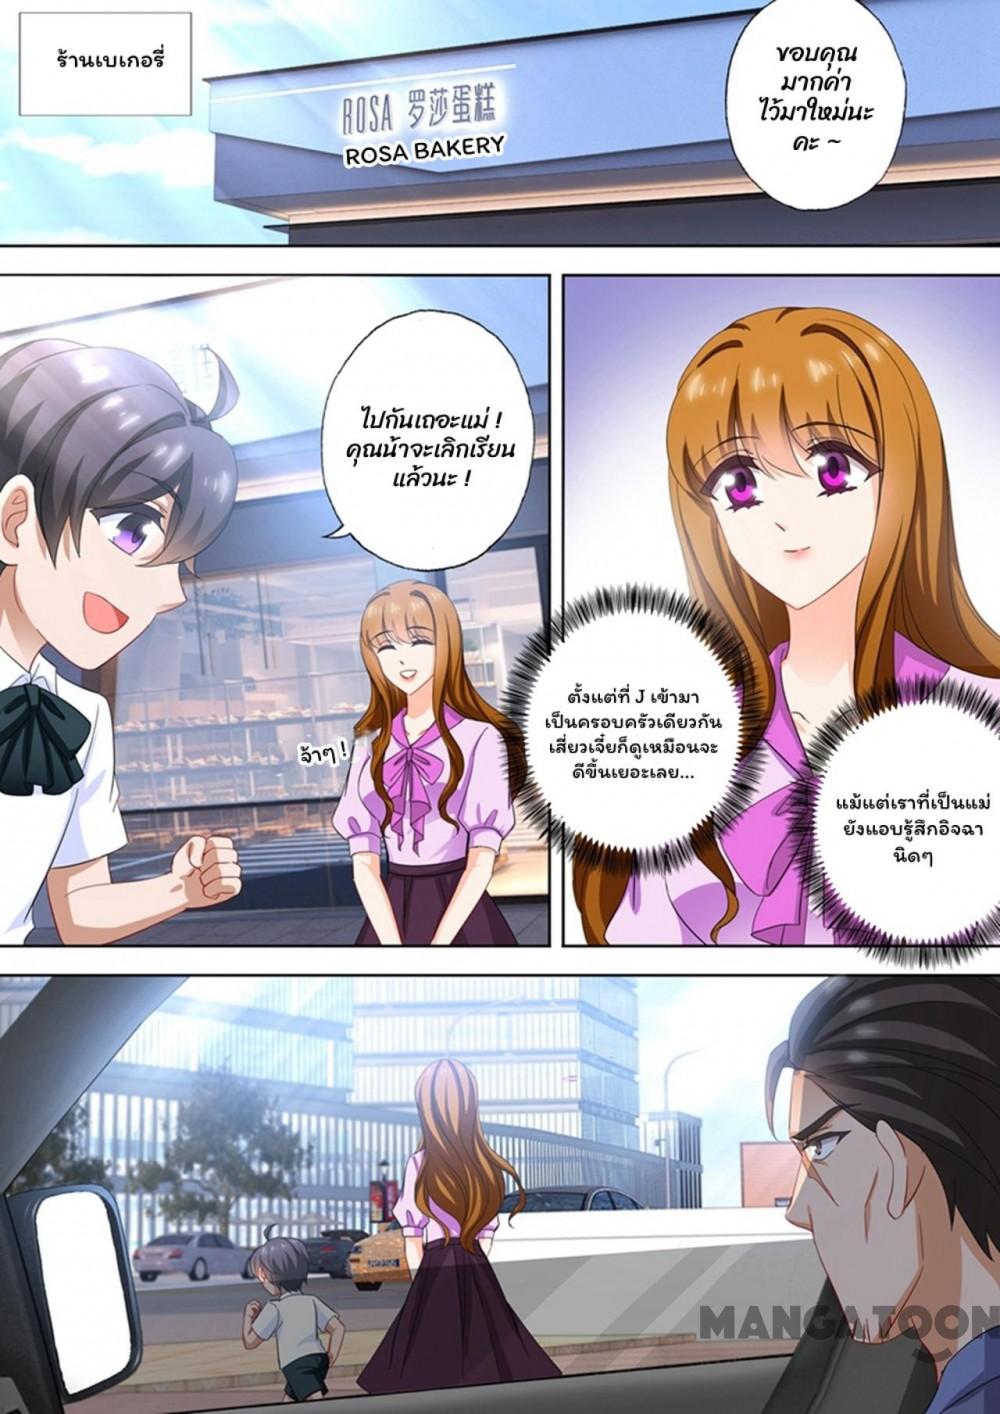 ร้านเบเกอรี่
ROSA 罗莎蛋糕
ROSA BAKERY
ขอบคุณ
มากค่า
ไว้มาใหม่นะ
คะ ~
ไปกันเถอะแม่ !
คุณน้าจะเลิกเรียน
แล้วนะ !
จ้าๆ !
ตั้งแต่ที่ J เข้ามา
เป็นครอบครัวเดียวกัน
เสี่ยวเจี๋ยก็ดูเหมือนจะ
ดีขึ้นเยอะเลย...
แม้แต่เราที่เป็นแม่
ยังแอบรู้สึกอิจฉา
นิดๆ
MANGATOON